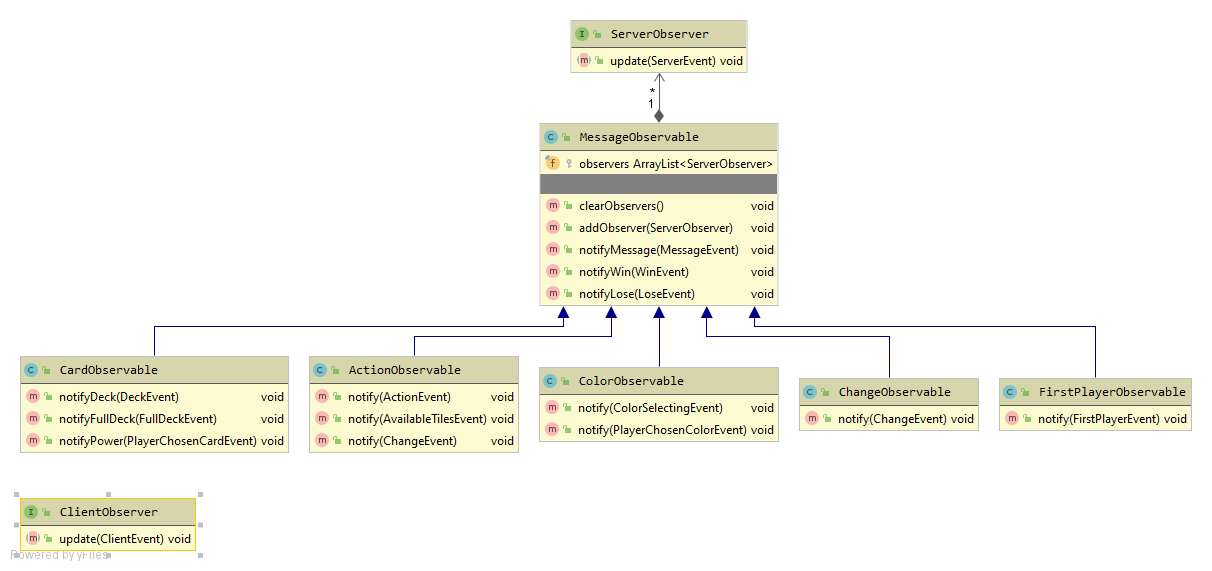 I ServerObserver
m update(ServerEvent) void
*
1
C MessageObservable
f observers ArrayList<ServerObserver>
m clearObservers() void
m addObserver(ServerObserver) void
m notifyMessage(MessageEvent) void
m notifyWin(WinEvent) void
m notifyLose(LoseEvent) void
C CardObservable
m notifyDeck(DeckEvent) void
m notifyFullDeck(FullDeckEvent) void
m notifyPower(PlayerChosenCardEvent) void
C ActionObservable
m notify(ActionEvent) void
m notify(AvailableTilesEvent) void
m notify(ChangeEvent) void
C ColorObservable
m notify(ColorSelectingEvent) void
m notify(PlayerChosenColorEvent) void
C ChangeObservable
m notify(ChangeEvent) void
C FirstPlayerObservable
m notify(FirstPlayerEvent) void
I ClientObserver
m update(ClientEvent) void
Powered by yFiles